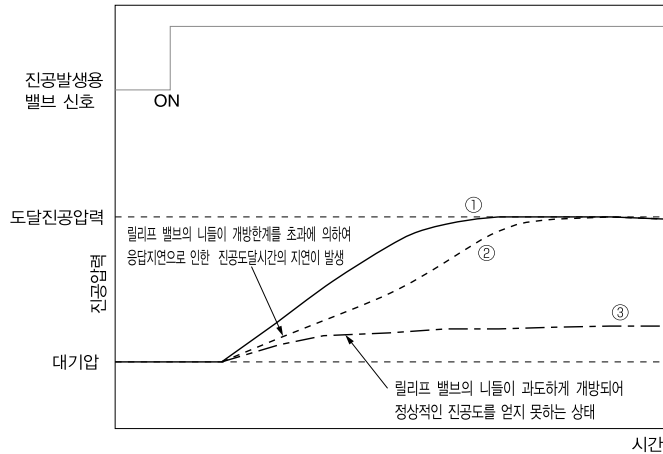 진공발생용
밸브 신호
ON
도달진공압력
①
릴리프 밸브의 니들이 개방한계를 초과에 의하여
응답지연으로 인한 진공도달시간의 지연이 발생
②
진공압력
③
대기압
릴리프 밸브의 니들이 과도하게 개방되어
정상적인 진공도를 얻지 못하는 상태
시간